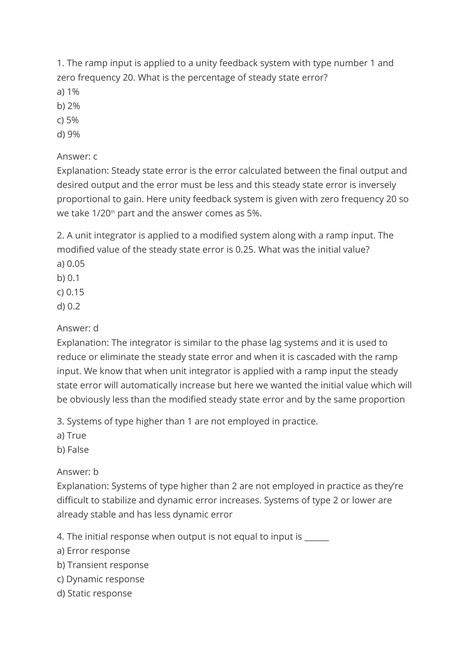 1. The ramp input is applied to a unity feedback system with type number 1 and
zero frequency 20. What is the percentage of steady state error?
a) 1%
b) 2%
c) 5%
d) 9%
Answer: c
Explanation: Steady state error is the error calculated between the final output and
desired output and the error must be less and this steady state error is inversely
proportional to gain. Here unity feedback system is given with zero frequency 20 so
we take 1/20ᵗʰ part and the answer comes as 5%.
2. A unit integrator is applied to a modified system along with a ramp input. The
modified value of the steady state error is 0.25. What was the initial value?
a) 0.05
b) 0.1
c) 0.15
d) 0.2
Answer: d
Explanation: The integrator is similar to the phase lag systems and it is used to
reduce or eliminate the steady state error and when it is cascaded with the ramp
input. We know that when unit integrator is applied with a ramp input the steady
state error will automatically increase but here we wanted the initial value which will
be obviously less than the modified steady state error and by the same proportion
3. Systems of type higher than 1 are not employed in practice.
a) True
b) False
Answer: b
Explanation: Systems of type higher than 2 are not employed in practice as they’re
difficult to stabilize and dynamic error increases. Systems of type 2 or lower are
already stable and has less dynamic error
4. The initial response when output is not equal to input is ______
a) Error response
b) Transient response
c) Dynamic response
d) Static response